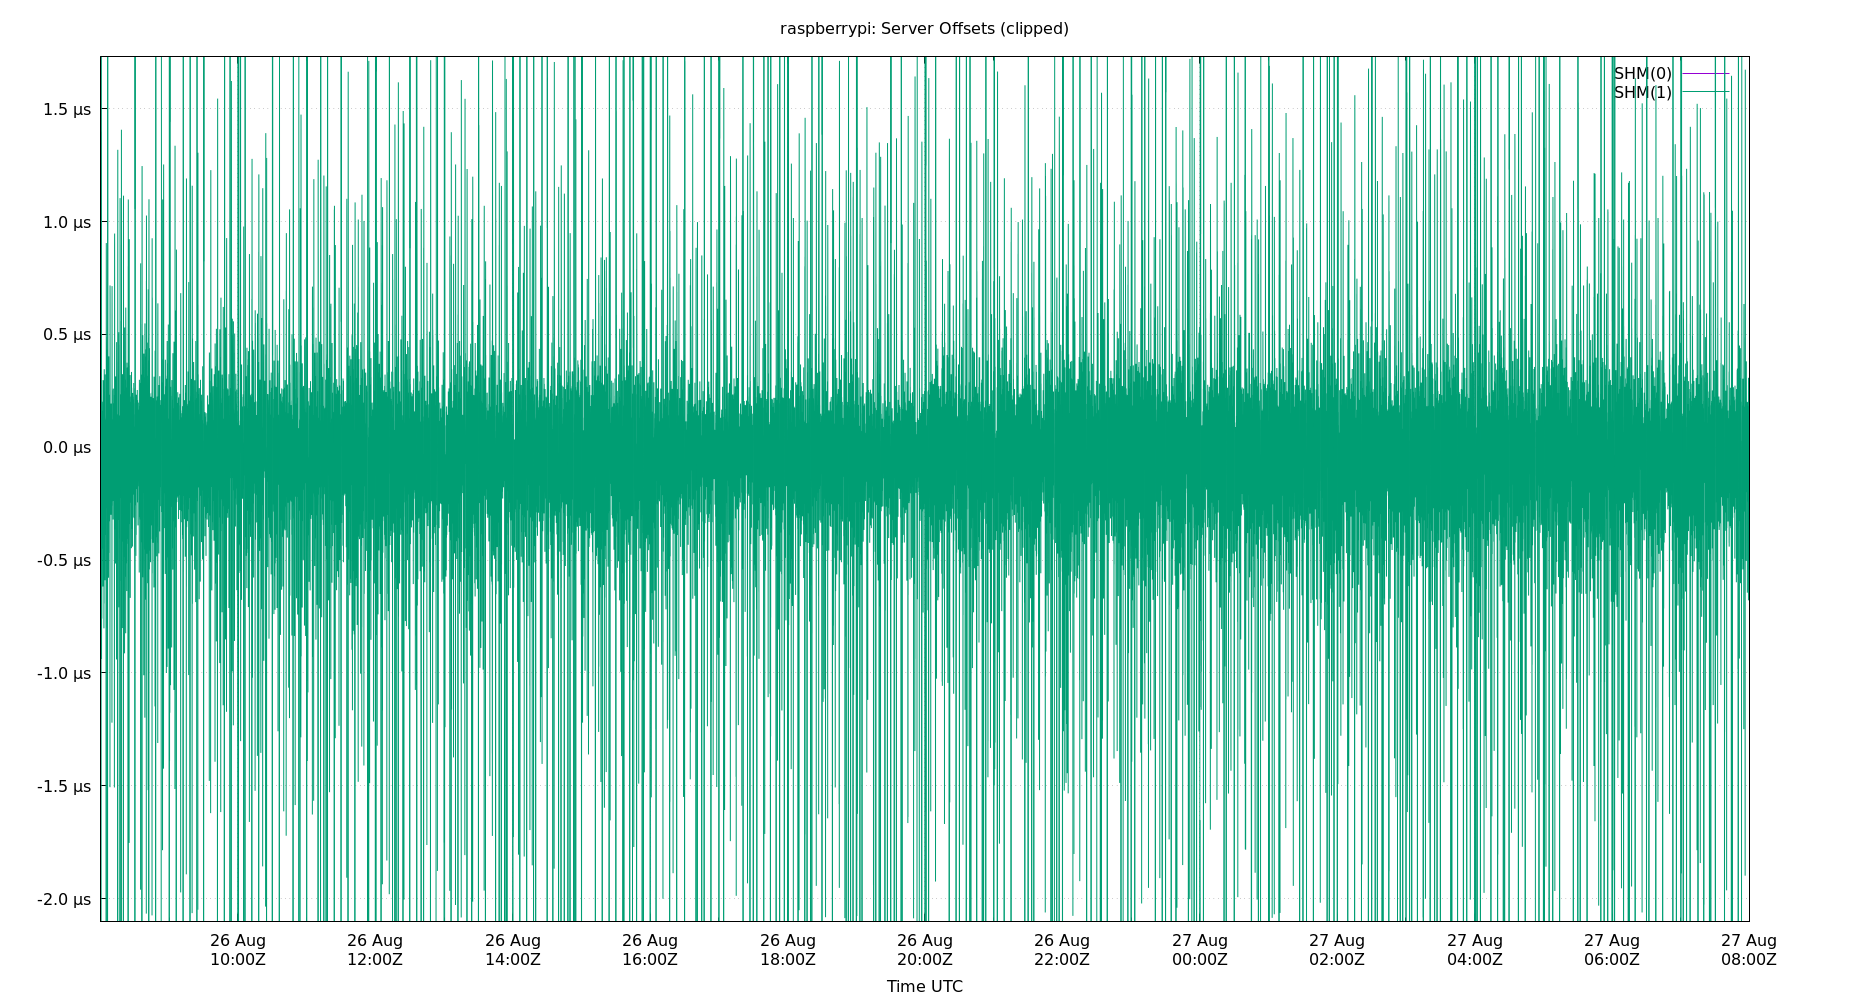 raspberrypi: Server Offsets (clipped)
SHM(0)
SHM(1)
1.5 µs
1.0 µs
0.5 µs
0.0 µs
-0.5 µs
-1.0 µs
-1.5 µs
-2.0 µs
26 Aug 26 Aug 26 Aug 26 Aug 26 Aug 26 Aug 26 Aug 27 Aug 27 Aug 27 Aug 27 Aug 27 Aug
10:00Z 12:00Z 14:00Z 16:00Z 18:00Z 20:00Z 22:00Z 00:00Z 02:00Z 04:00Z 06:00Z 08:00Z
Time UTC